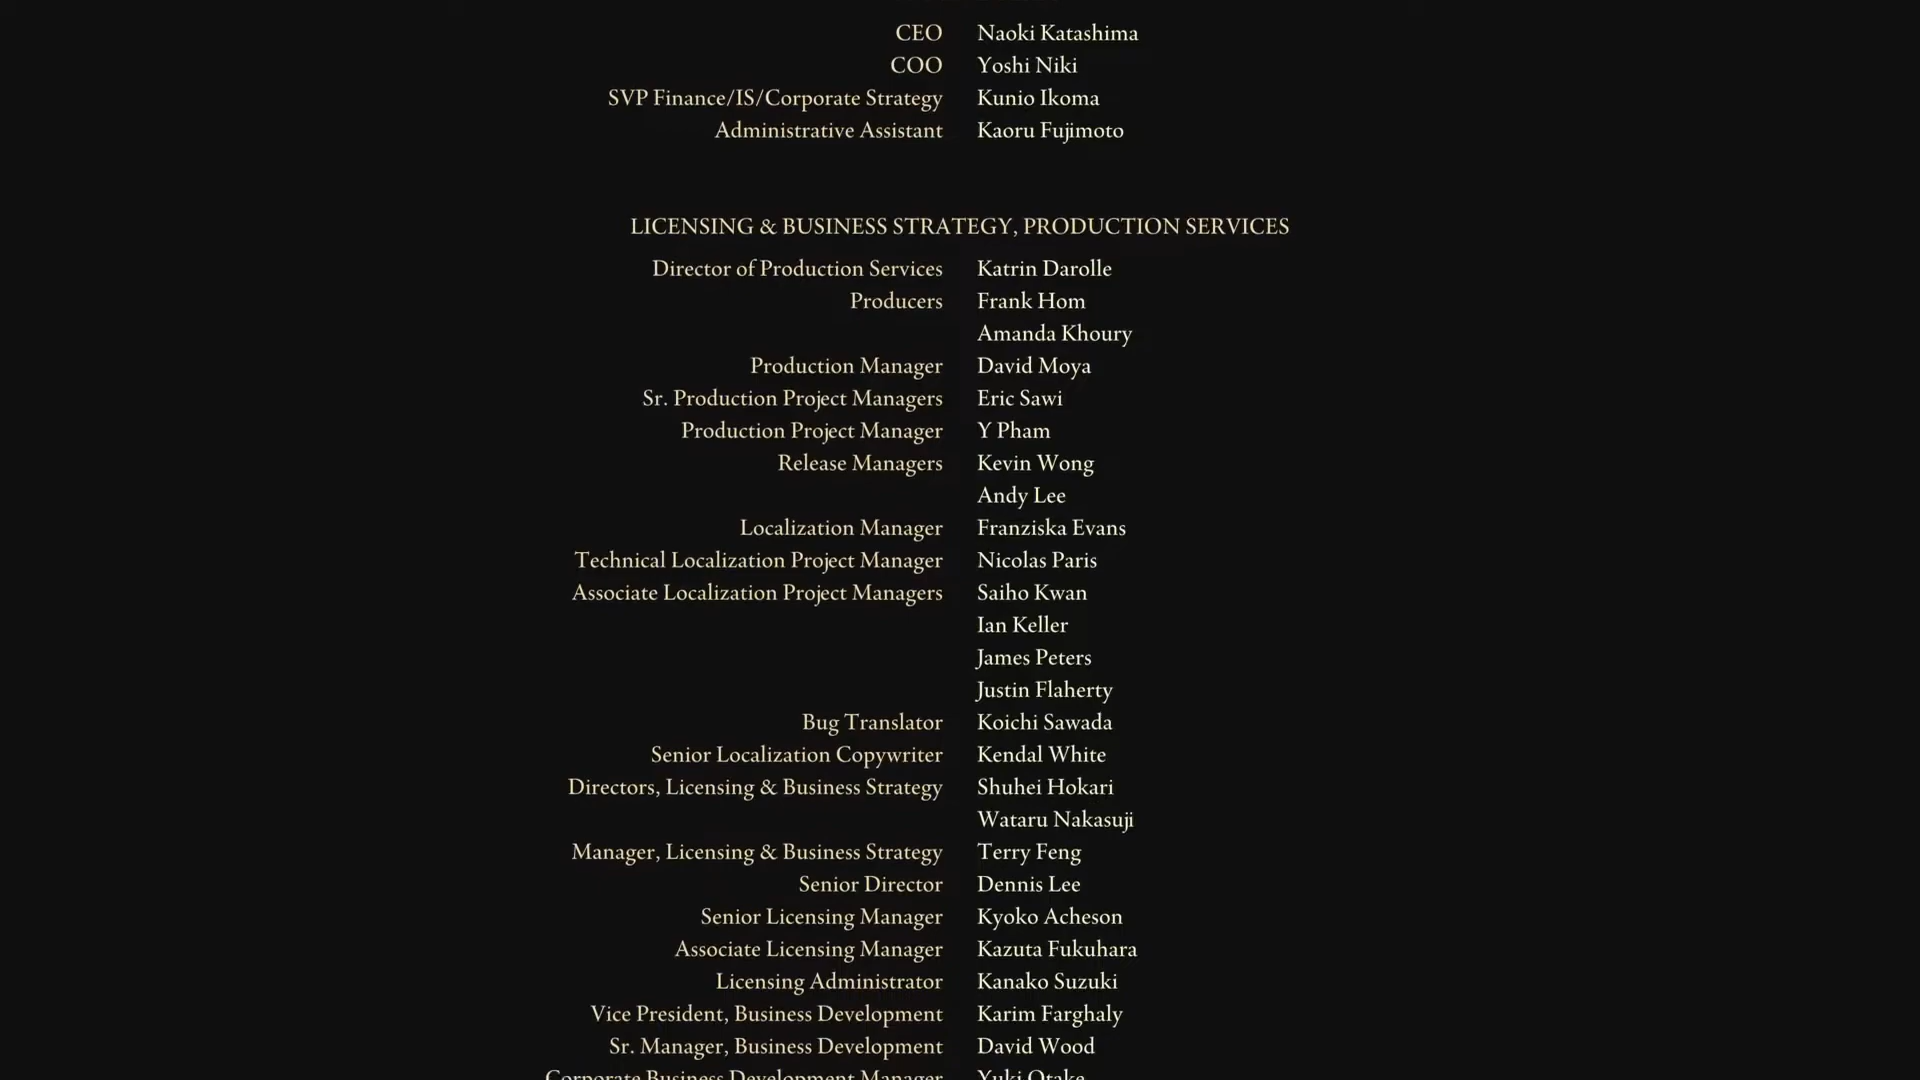 CEO Naoki Katashima
COO Yoshi Niki
SVP Finance/IS/Corporate Strategy Kunio Ikoma
Administrative Assistant Kaoru Fujimoto
LICENSING & BUSINESS STRATEGY, PRODUCTION SERVICES
Director of Production Services Katrin Darolle
Producers Frank Hom
Amanda Khoury
Production Manager David Moya
Sr. Production Project Managers Eric Sawi
Production Project Manager Y Pham
Release Managers Kevin Wong
Andy Lee
Localization Manager Franziska Evans
Technical Localization Project Manager Nicolas Paris
Associate Localization Project Managers Saiho Kwan
Ian Keller
James Peters
Justin Flaherty
Bug Translator Koichi Sawada
Senior Localization Copywriter Kendal White
Directors, Licensing & Business Strategy Shuhei Hokari
Wataru Nakasuji
Manager, Licensing & Business Strategy Terry Feng
Senior Director Dennis Lee
Senior Licensing Manager Kyoko Acheson
Associate Licensing Manager Kazuta Fukuhara
Licensing Administrator Kanako Suzuki
Vice President, Business Development Karim Farghaly
Sr. Manager, Business Development David Wood
Corporate Business Development Manager Yuki Otake